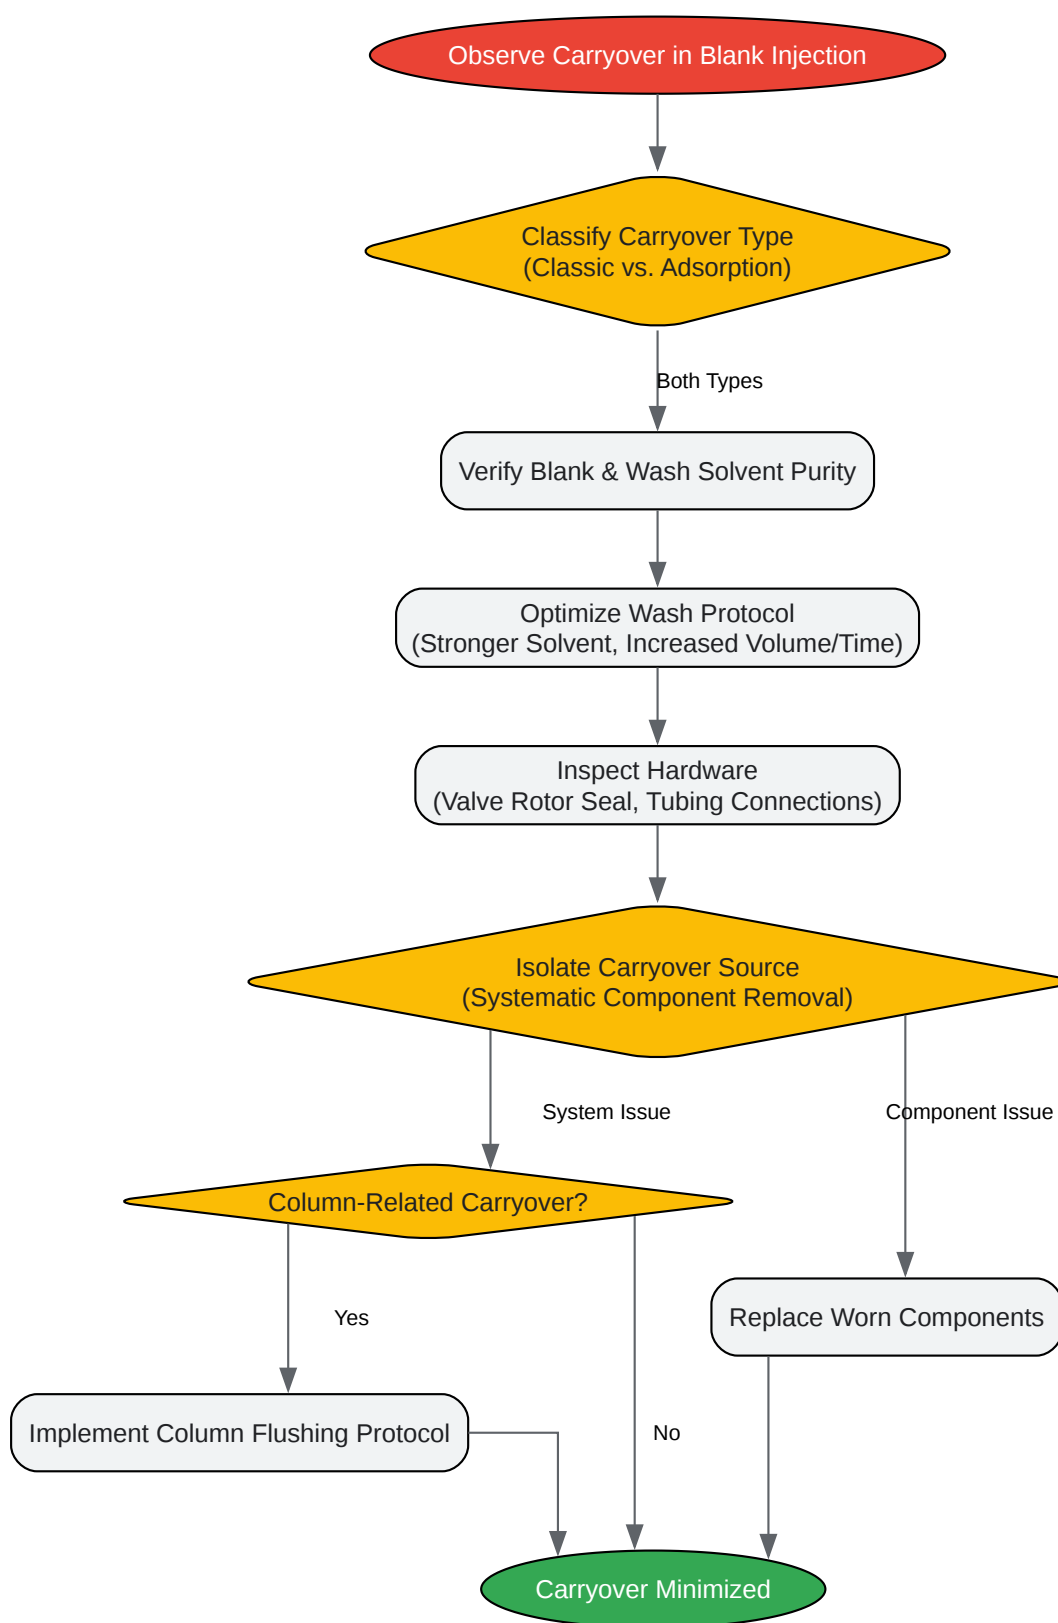 Observe Carryover in Blank Injection
Classify Carryover Type
(Classic vs. Adsorption)
Both Types
Verify Blank & Wash Solvent Purity
Optimize Wash Protocol
(Stronger Solvent, Increased Volume/Time)
Inspect Hardware
(Valve Rotor Seal, Tubing Connections)
Isolate Carryover Source
(Systematic Component Removal)
System Issue
Component Issue
Column-Related Carryover?
Yes
Replace Worn Components
Implement Column Flushing Protocol
No
Carryover Minimized